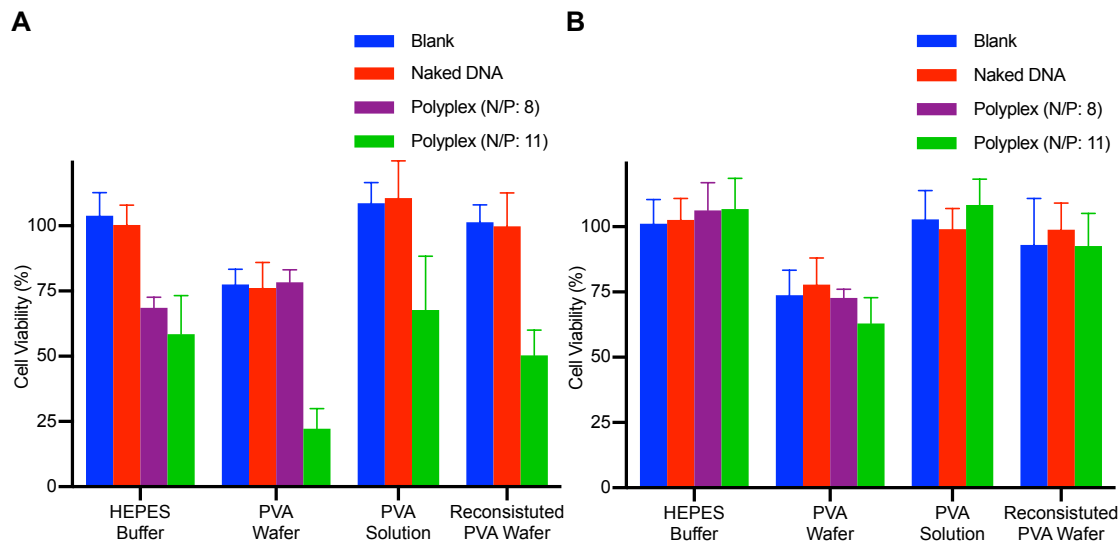 A
Blank
Naked DNA
Polyplex (N/P: 8)
Polyplex (N/P: 11)
Cell Viability (%)
100
75
50
25
0
HEPES
Buffer
PVA
Wafer
PVA
Solution
Reconsistuted
PVA Wafer
B
Blank
Naked DNA
Polyplex (N/P: 8)
Polyplex (N/P: 11)
Cell Viability (%)
100
75
50
25
0
HEPES
Buffer
PVA
Wafer
PVA
Solution
Reconsistuted
PVA Wafer